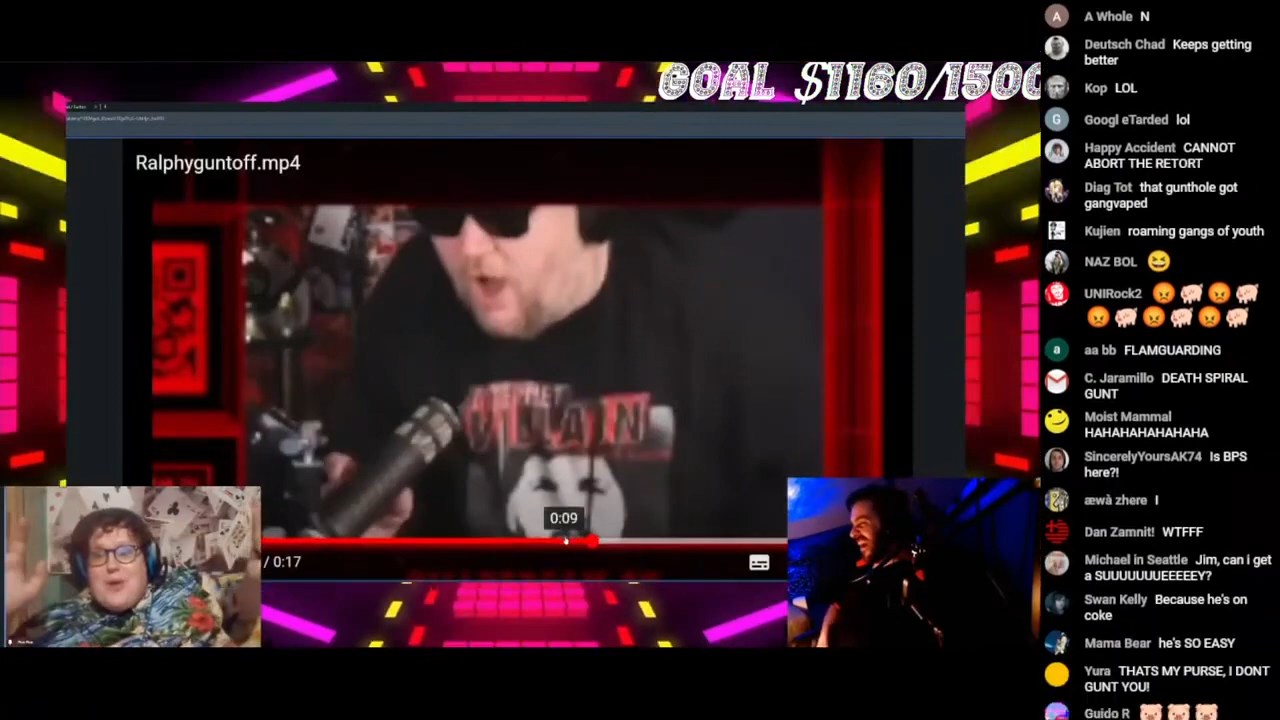 GOAL $1160/1500
Ralphyguntoff.mp4
VILLAIN
0:09
/ 0:17
A Whole N
Deutsch Chad Keeps getting
better
Kop LOL
Googl eTarded lol
Happy Accident CANNOT
ABORT THE RETORT
Diag Tot that gunthole got
gangvaped
Kujien roaming gangs of youth
NAZ BOL 😆
UNIRock2 😡🐖😡🐖
😡🐖😡🐖😡🐖
aa bb FLAMGUARDING
C. Jaramillo DEATH SPIRAL
GUNT
Moist Mammal
HAHAHAHAHAHAHA
SincerelyYoursAK74 Is BPS
here?!
æwà zhere I
Dan Zamnit! WTFFF
Michael in Seattle Jim, can i get
a SUUUUUUEEEEEY?
Swan Kelly Because he's on
coke
Mama Bear he's SO EASY
Yura THATS MY PURSE, I DONT
GUNT YOU!
Guido R 🐷🐷🐷